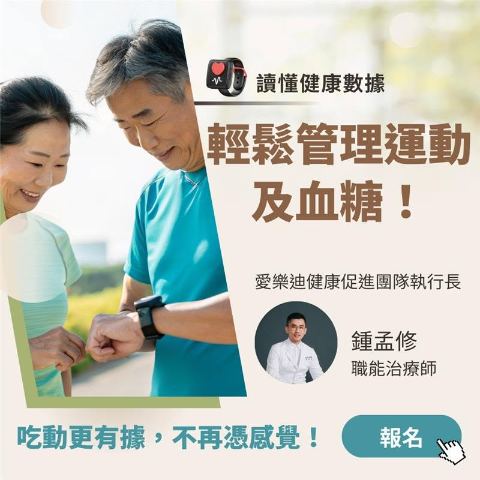 讀懂健康數據
輕鬆管理運動
及血糖！
愛樂迪健康促進團隊執行長
鍾孟修
職能治療師
吃動更有據，不再憑感覺！
報名